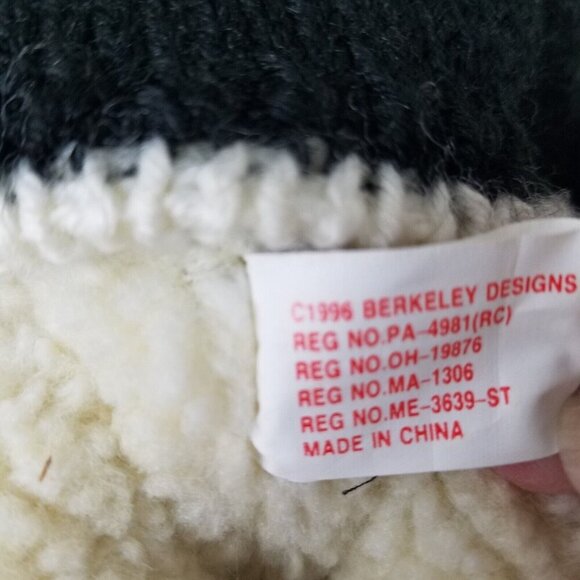 C1996 BERKELEY DESIGNS
REG NO.PA-4981(RC)
REG NO.OH-19876
REG NO.MA-1306
REG NO.ME-3639-ST
MADE IN CHINA